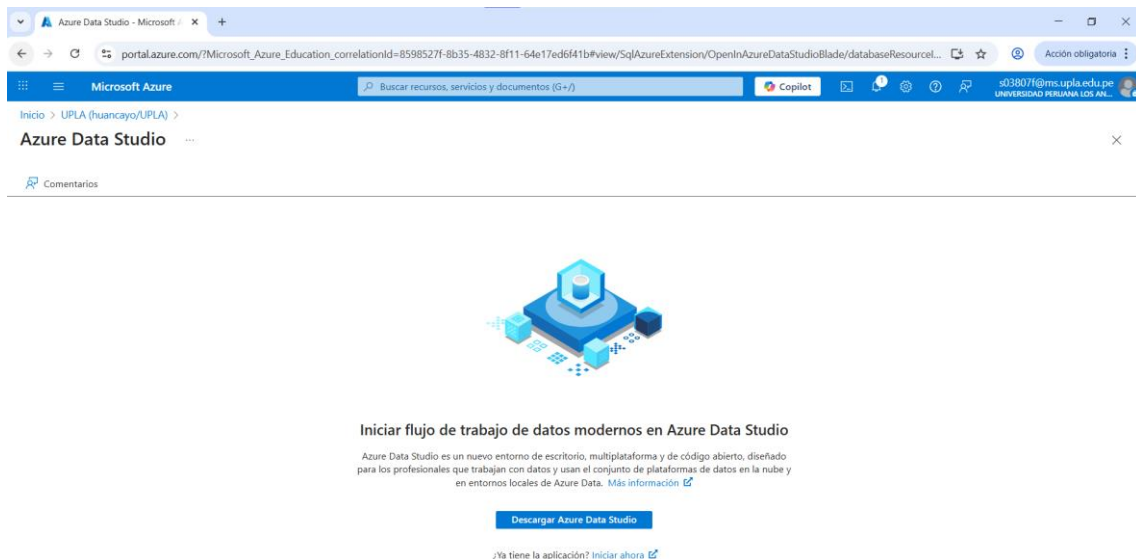 Azure Data Studio - Microsoft A
portal.azure.com/?Microsoft_Azure_Education_correlationId=8598527f-8b35-4832-8f11-64e17ed6f41b#view/SqlAzureExtension/OpenInAzureDataStudioBlade/databaseResourceI...
Acción obligatoria
Microsoft Azure
Buscar recursos, servicios y documentos (G+/)
Copilot
1
s03807f@ms.upla.edu.pe
UNIVERSIDAD PERUANA LOS AN...
Inicio > UPLA (huancayo/UPLA) >
Azure Data Studio ...
Comentarios
Iniciar flujo de trabajo de datos modernos en Azure Data Studio
Azure Data Studio es un nuevo entorno de escritorio, multiplataforma y de código abierto, diseñado
para los profesionales que trabajan con datos y usan el conjunto de plataformas de datos en la nube y
en entornos locales de Azure Data. Más información
Descargar Azure Data Studio
¿Ya tiene la aplicación? Iniciar ahora